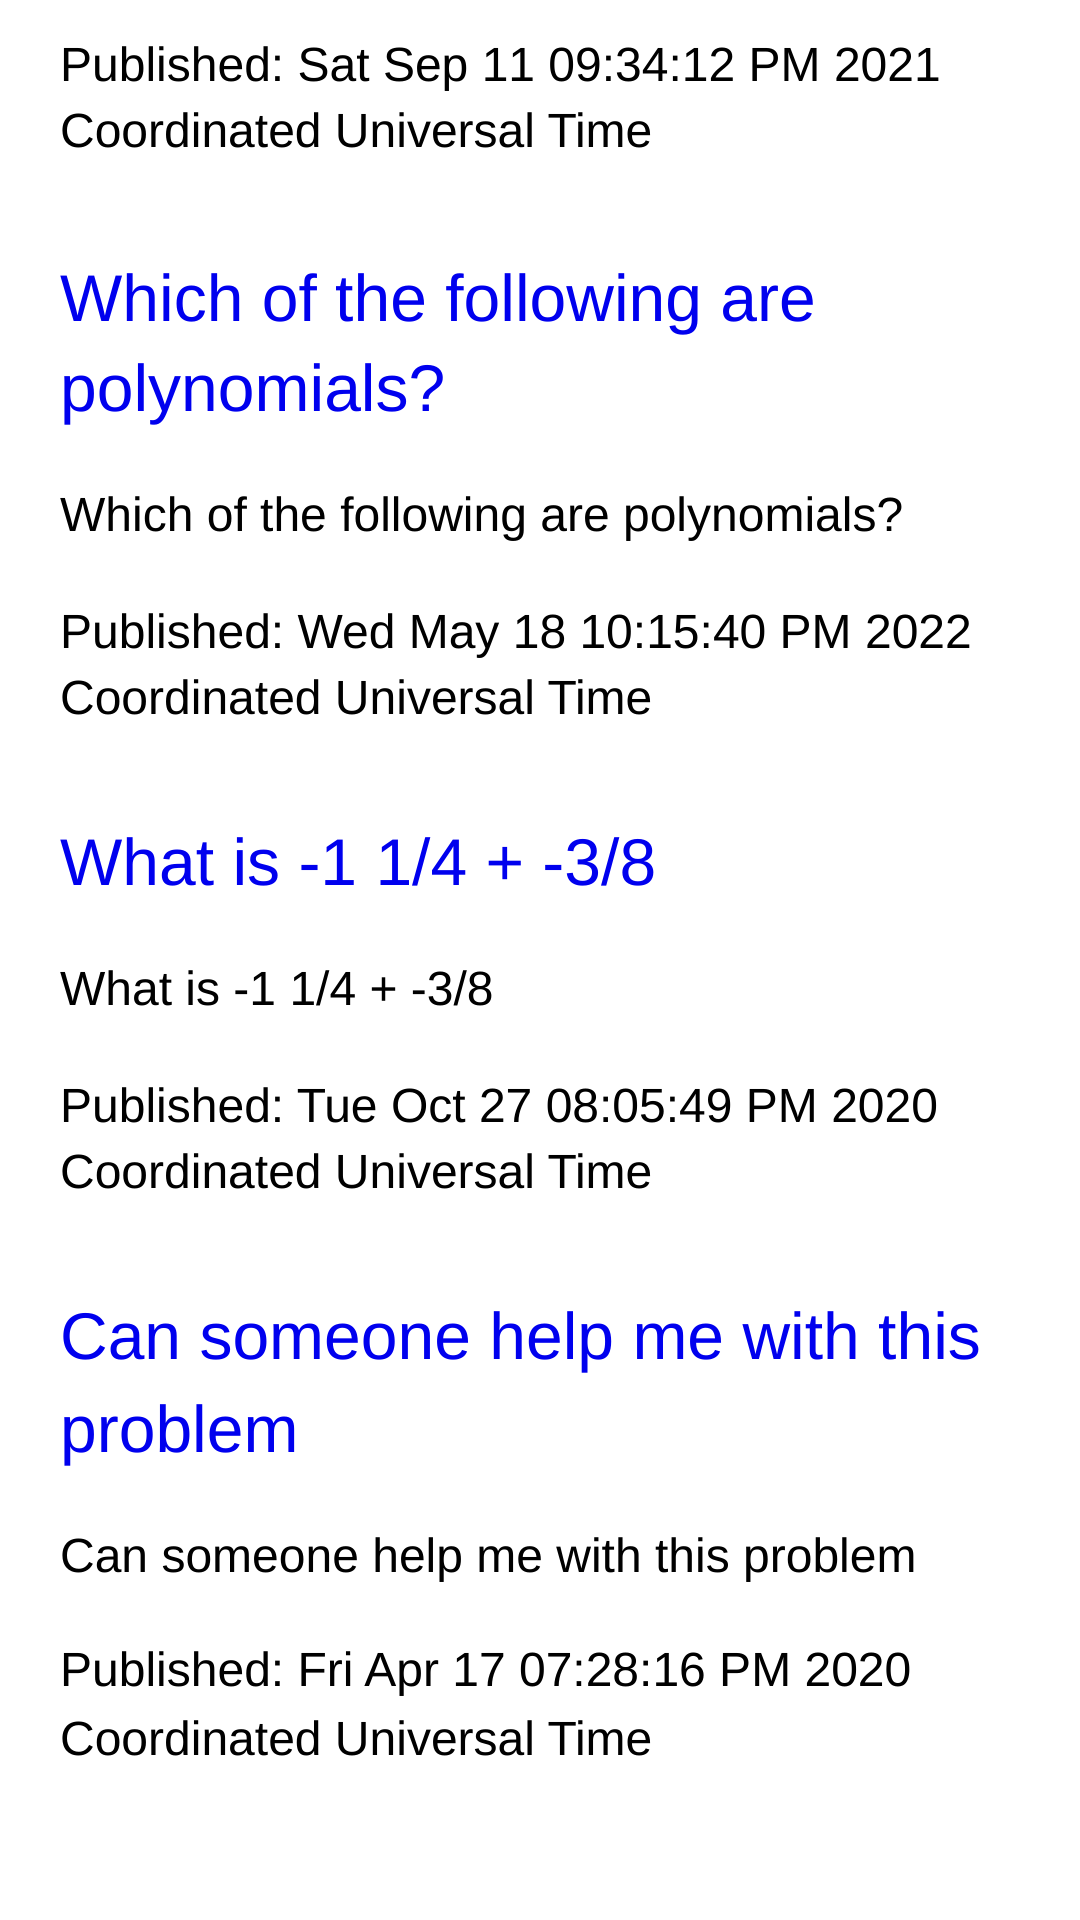 Published: Sat Sep 11 09:34:12 PM 2021
Coordinated Universal Time
Which of the following are
polynomials?
Which of the following are polynomials?
Published: Wed May 18 10:15:40 PM 2022
Coordinated Universal Time
What is -1 1/4 + -3/8
What is -1 1/4 + -3/8
Published: Tue Oct 27 08:05:49 PM 2020
Coordinated Universal Time
Can someone help me with this
problem
Can someone help me with this problem
Published: Fri Apr 17 07:28:16 PM 2020
Coordinated Universal Time